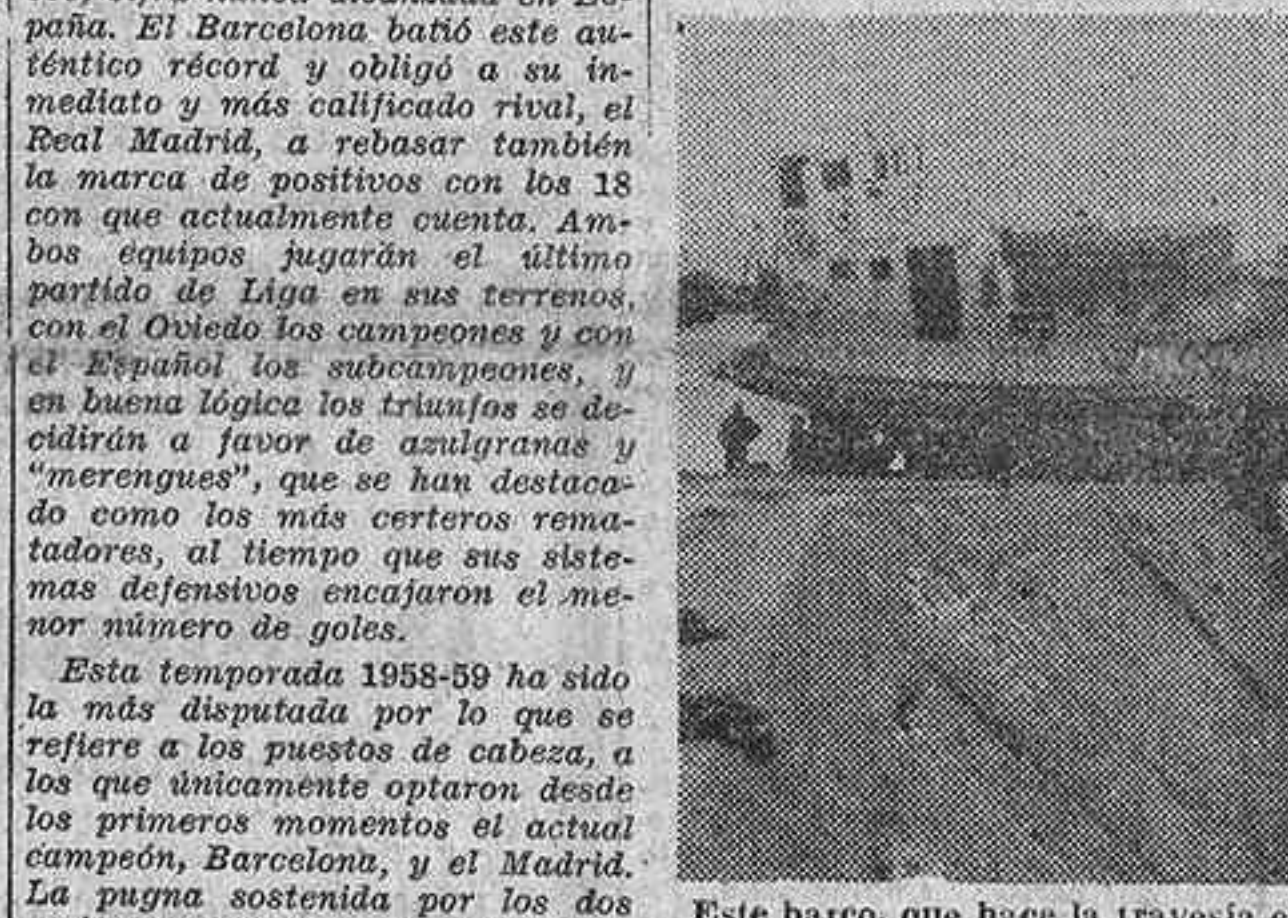 paña. El Barcelona batió este au-
téntico récord y obligó a su in-
mediato y más calificado rival, el
Real Madrid, a rebasar también
la marca de positivos con los 18
con que actualmente cuenta. Am-
bos equipos jugarán el último
partido de Liga en sus terrenos,
con el Oviedo los campeones y con
el Español los subcampeones, y
en buena lógica los triunfos se de-
cidirán a favor de azulgranas y
"merengues", que se han destaca-
do como los más certeros rema-
tadores, al tiempo que sus siste-
mas defensivos encajaron el me-
nor número de goles.
Esta temporada 1958-59 ha sido
la más disputada por lo que se
refiere a los puestos de cabeza, a
los que únicamente optaron desde
los primeros momentos el actual
campeón, Barcelona, y el Madrid.
La pugna sostenida por los dos
Este barco, que hace la travesía